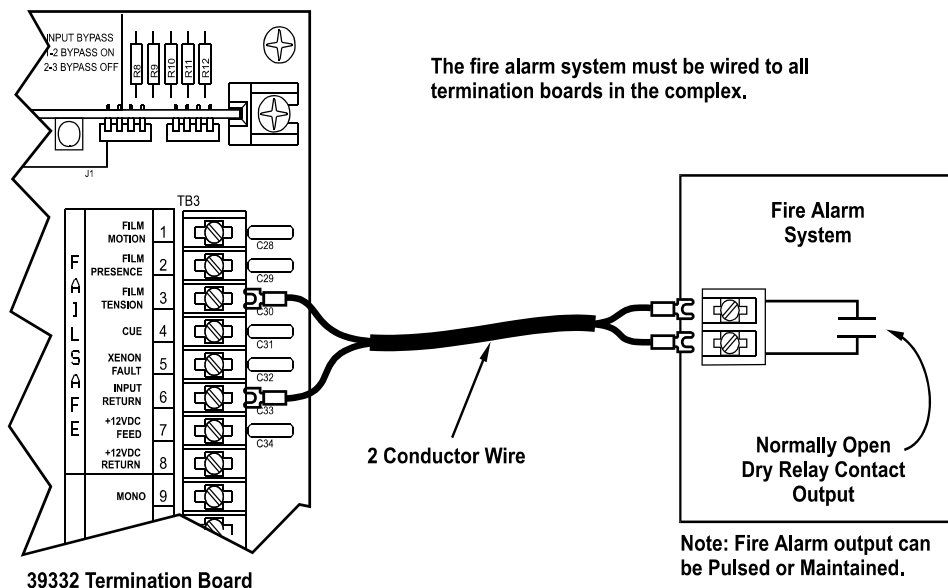 INPUT BYPASS
1-2 BYPASS ON
2-3 BYPASS OFF
R8
R9
R10
R11
R12
J1
The fire alarm system must be wired to all
termination boards in the complex.
TB3
FAILSAFE
FILM
MOTION
1
C28
FILM
PRESENCE
2
C29
FILM
TENSION
3
C30
CUE
4
C31
XENON
FAULT
5
C32
INPUT
RETURN
6
C33
+12VDC
FEED
7
C34
+12VDC
RETURN
8
MONO
9
2 Conductor Wire
Fire Alarm
System
Normally Open
Dry Relay Contact
Output
Note: Fire Alarm output can
be Pulsed or Maintained.
39332 Termination Board